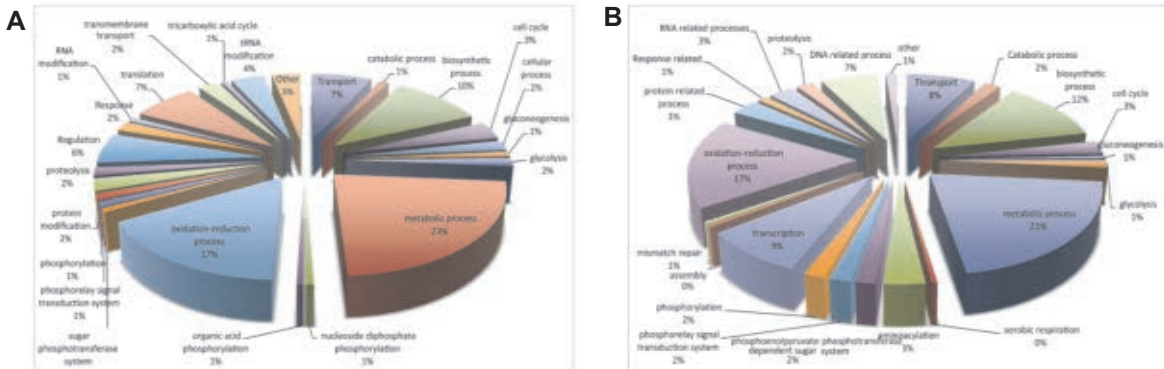 A
transmembrane
transport
2%
tricarboxylic acid cycle
1%
tRNA
modification
4%
Other
3%
Transport
7%
catabolic process
1%
biosynthetic
process
10%
cell cycle
3%
cellular
process
2%
gluconeogenesis
1%
glycolysis
2%
metabolic process
23%
nucleoside diphosphate
phosphorylation
1%
organic acid
phosphorylation
1%
oxidation-reduction
process
17%
sugar
phosphotransferase
system
phosphorelay signal
transduction system
1%
phosphorylation
1%
protein
modification
2%
proteolysis
2%
Regulation
6%
Response
2%
translation
7%
RNA
modification
1%
B
RNA related processes
3%
proteolysis
2%
DNA related process
7%
other
1%
Transport
8%
Catabolic process
2%
biosynthetic
process
12%
cell cycle
3%
gluconeogenesis
1%
glycolysis
1%
metabolic process
21%
aerobic respiration
0%
aminoacylation
3%
phosphotransferase
system
phosphoenolpyruvate
dependent sugar
2%
phosphorelay signal
transduction system
2%
phosphorylation
2%
transcription
9%
assembly
0%
mismatch repair
1%
oxidation-reduction
process
17%
protein related
process
Response related
1%